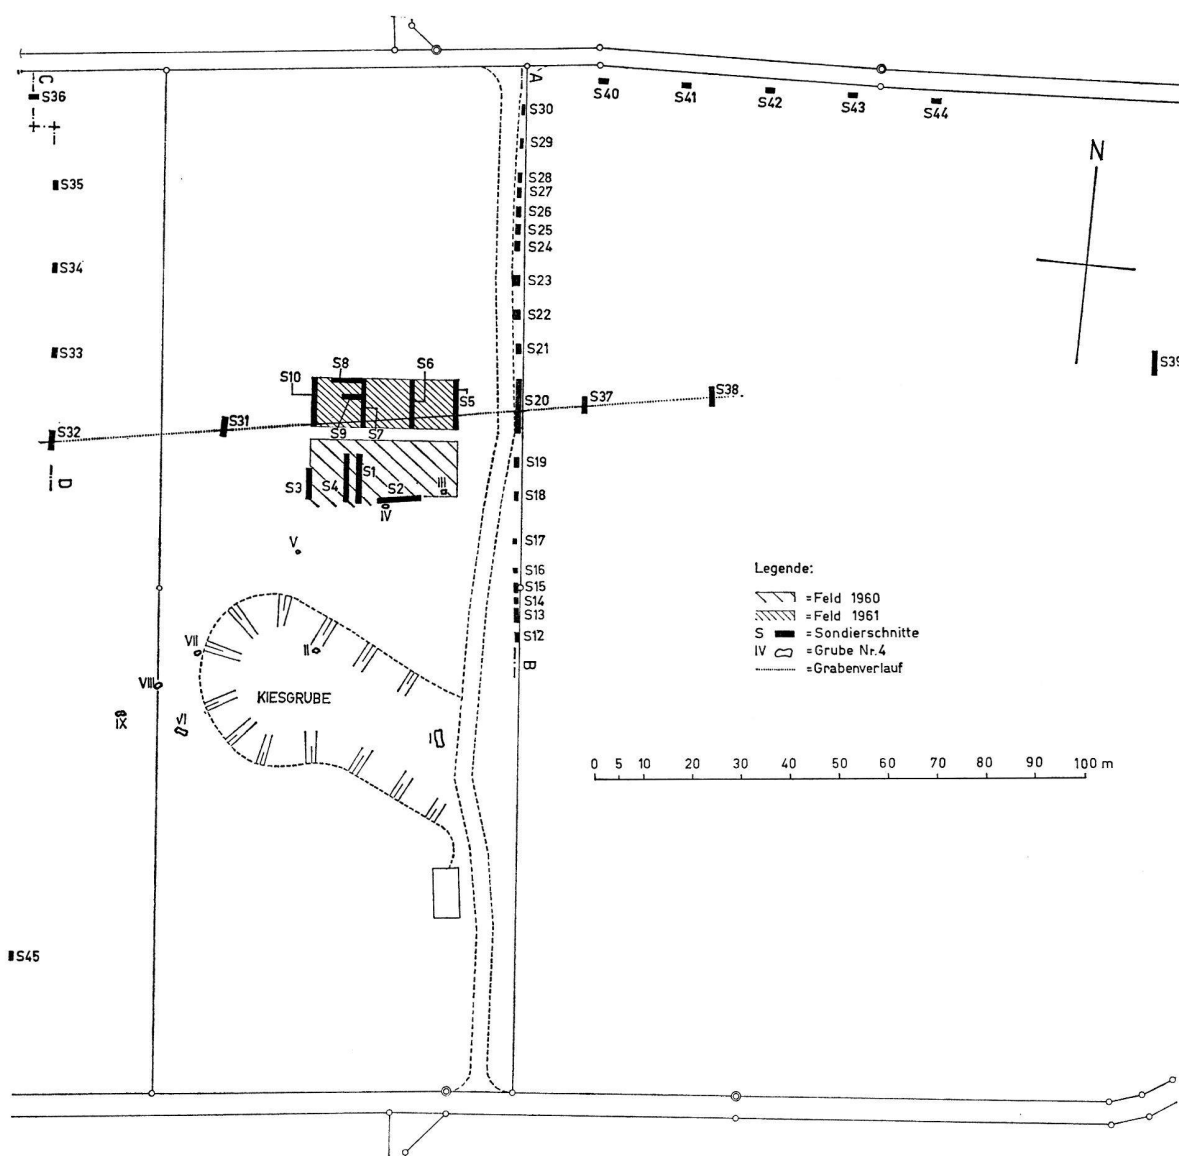 C
S36
A
S40
S41
S42
S43
S44
S30
S29
N
S28
S27
S35
S26
S25
S24
S34
S23
S22
S33
S21
S39
S10
S8
S6
S5
S20
S37
S38
S9
S7
S31
S32
D
S3
S4
S1
S2
III
IV
S19
S18
V
S17
S16
S15
S14
S13
S12
B
Legende:
=Feld 1960
=Feld 1961
S =Sondierschnitte
IV =Grube Nr.4
=Grabenverlauf
VII
II
VIII
KIESGRUBE
IX
VI
I
0 5 10 20 30 40 50 60 70 80 90 100 m
S45